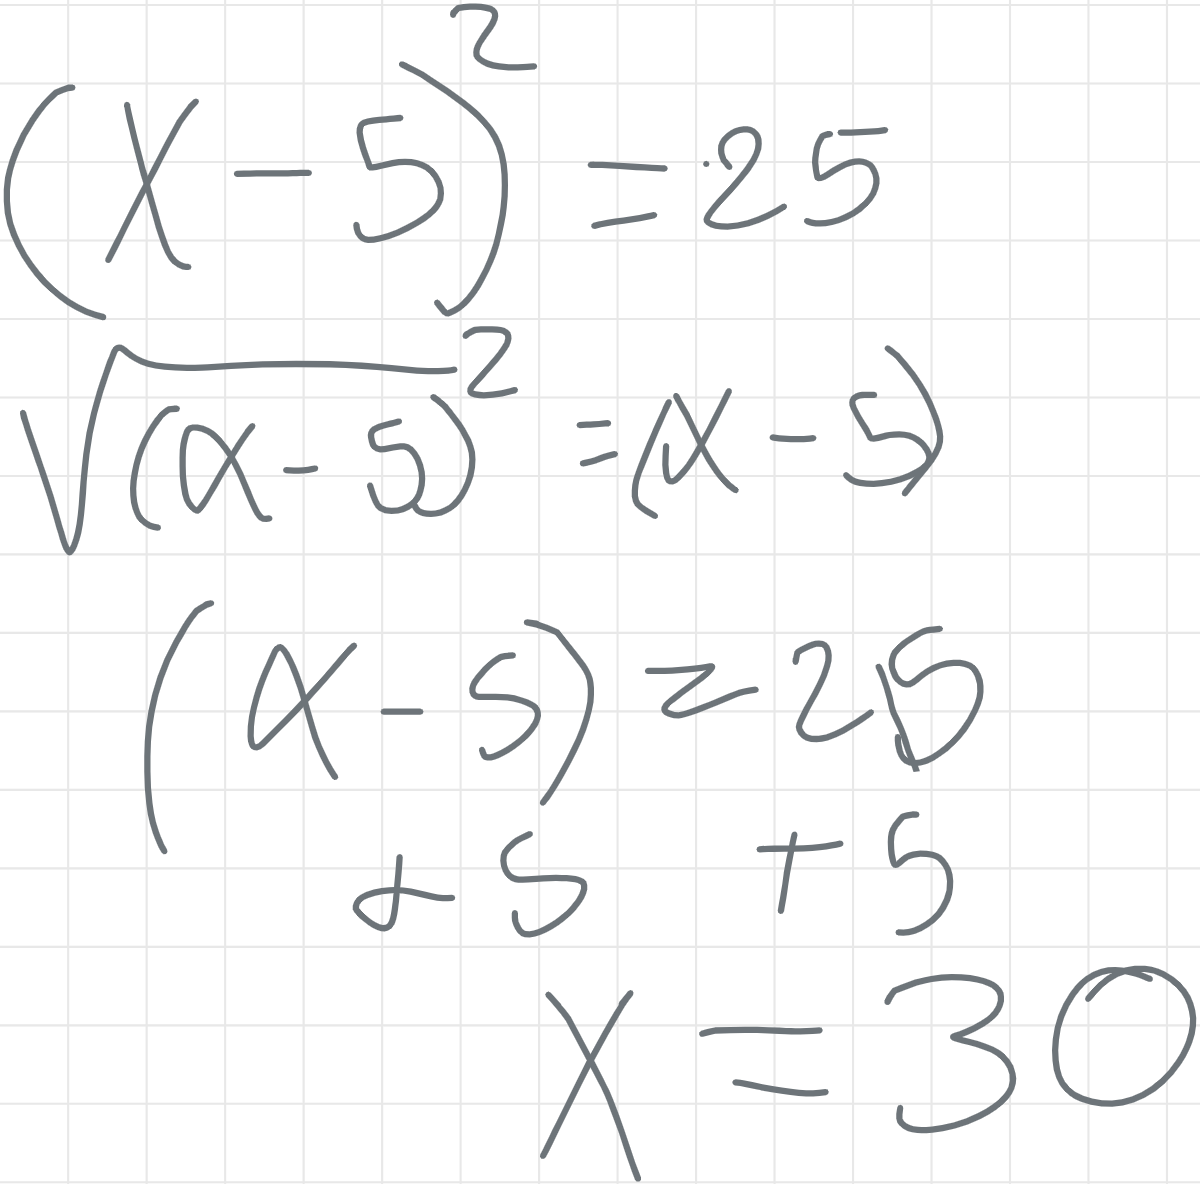 (x - 5)² = 25
√(x - 5)² = (x - 5)
(x - 5) = 25
+ 5 + 5
x = 30